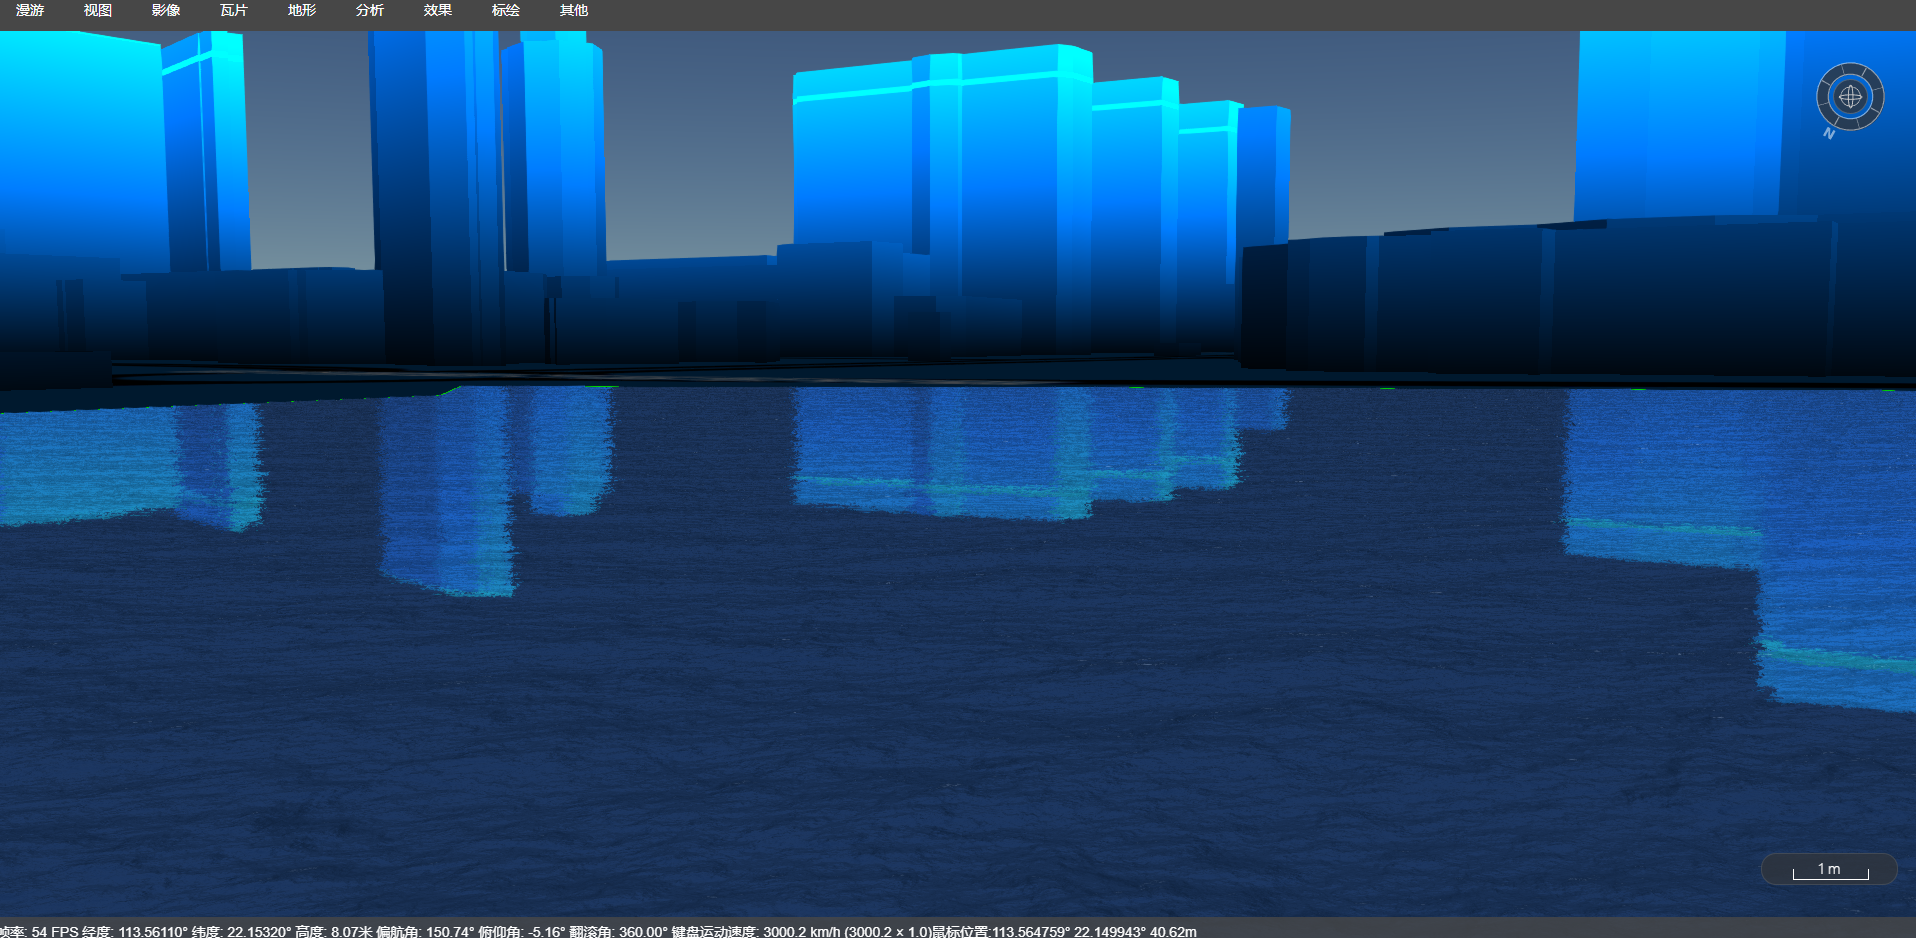 漫游 视图 影像 瓦片 地形 分析 效果 标绘 其他
N
1 m
帧率: 54 FPS 经度: 113.56110° 纬度: 22.15320° 高度: 8.07米 偏航角: 150.74° 俯仰角: -5.16° 翻滚角: 360.00° 键盘运动速度: 3000.2 km/h (3000.2 × 1.0)鼠标位置:113.564759° 22.149943° 40.62m